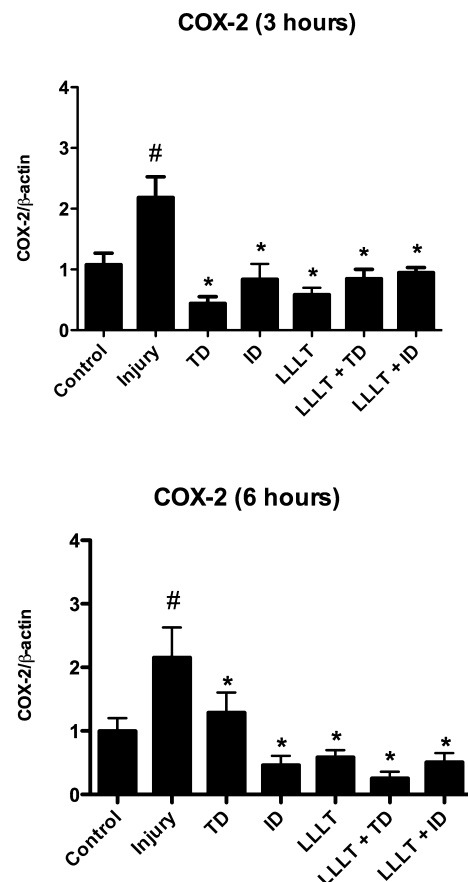 COX-2 (3 hours)
4
3
2
1
0
COX-2/β-actin
#
*
*
*
*
*
Control
Injury
TD
ID
LLLT
LLLT + TD
LLLT + ID
COX-2 (6 hours)
4
3
2
1
0
COX-2/β-actin
#
*
*
*
*
*
Control
Injury
TD
ID
LLLT
LLLT + TD
LLLT + ID